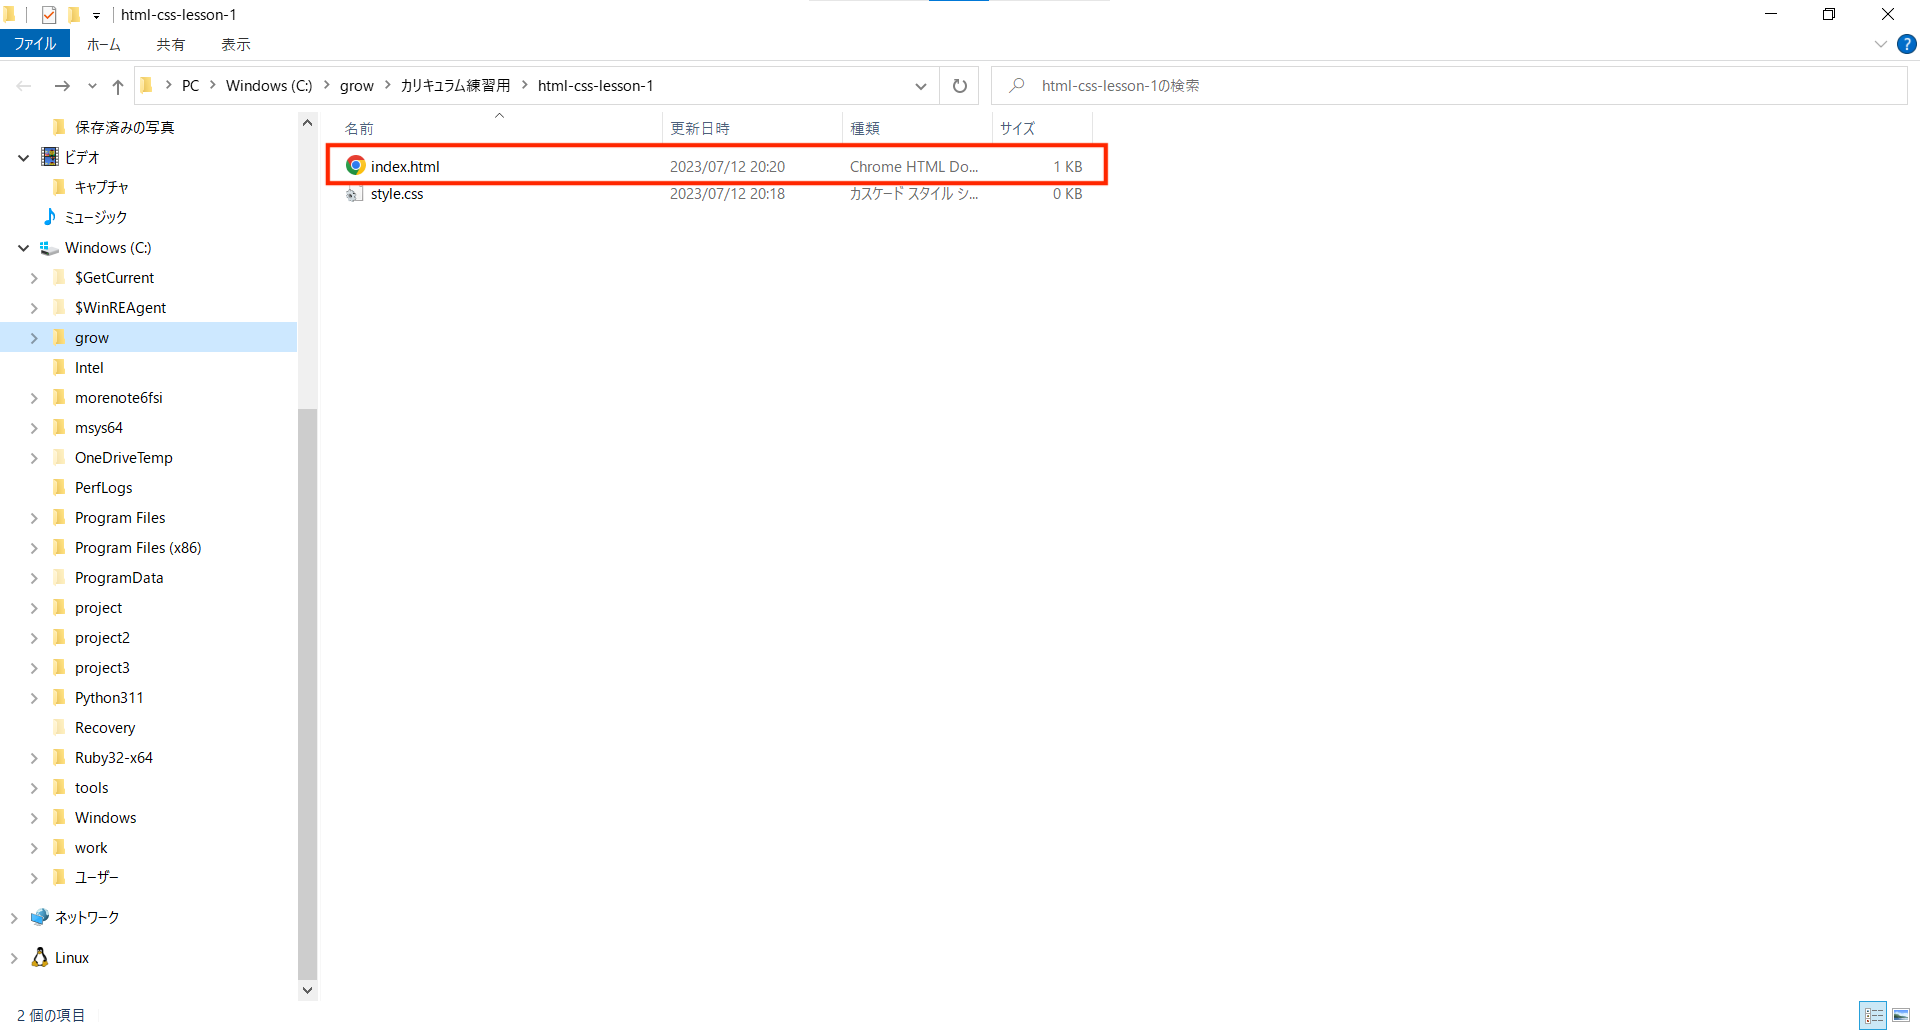 html-css-lesson-1
ファイル ホーム 共有 表示
PC Windows (C:) grow カリキュラム練習用 html-css-lesson-1
html-css-lesson-1の検索
名前 更新日時 種類 サイズ
index.html 2023/07/12 20:20 Chrome HTML Do... 1 KB
style.css 2023/07/12 20:18 カスケード スタイル シ... 0 KB
保存済みの写真
ビデオ
キャプチャ
ミュージック
Windows (C:)
$GetCurrent
$WinREAgent
grow
Intel
morenote6fsi
msys64
OneDriveTemp
PerfLogs
Program Files
Program Files (x86)
ProgramData
project
project2
project3
Python311
Recovery
Ruby32-x64
tools
Windows
work
ユーザー
ネットワーク
Linux
2 個の項目